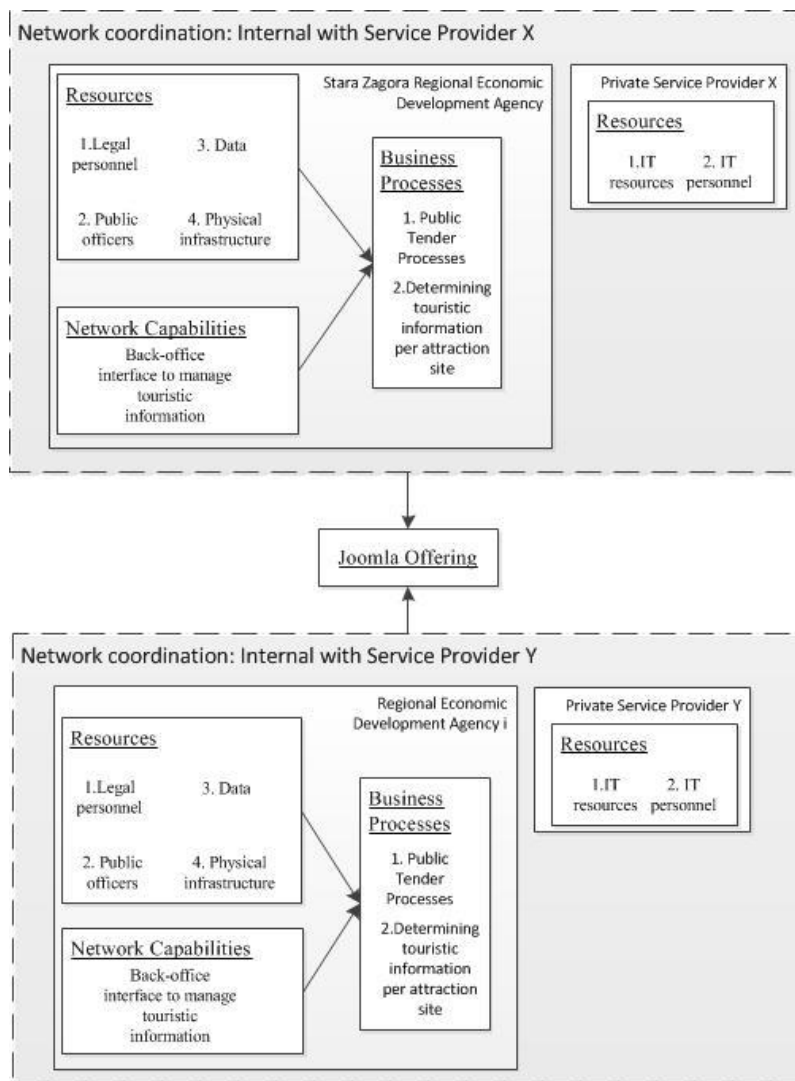 Network coordination: Internal with Service Provider X
Stara Zagora Regional Economic
Development Agency
Resources
1.Legal
personnel
3. Data
2. Public
officers
4. Physical
infrastructure
Network Capabilities
Back-office
interface to manage
touristic
information
Business
Processes
1. Public
Tender
Processes
2.Determining
touristic
information
per attraction
site
Private Service Provider X
Resources
1.IT
resources
2. IT
personnel
Joomla Offering
Network coordination: Internal with Service Provider Y
Regional Economic
Development Agency i
Resources
1.Legal
personnel
3. Data
2. Public
officers
4. Physical
infrastructure
Network Capabilities
Back-office
interface to manage
touristic
information
Business
Processes
1. Public
Tender
Processes
2.Determining
touristic
information
per attraction
site
Private Service Provider Y
Resources
1.IT
resources
2. IT
personnel